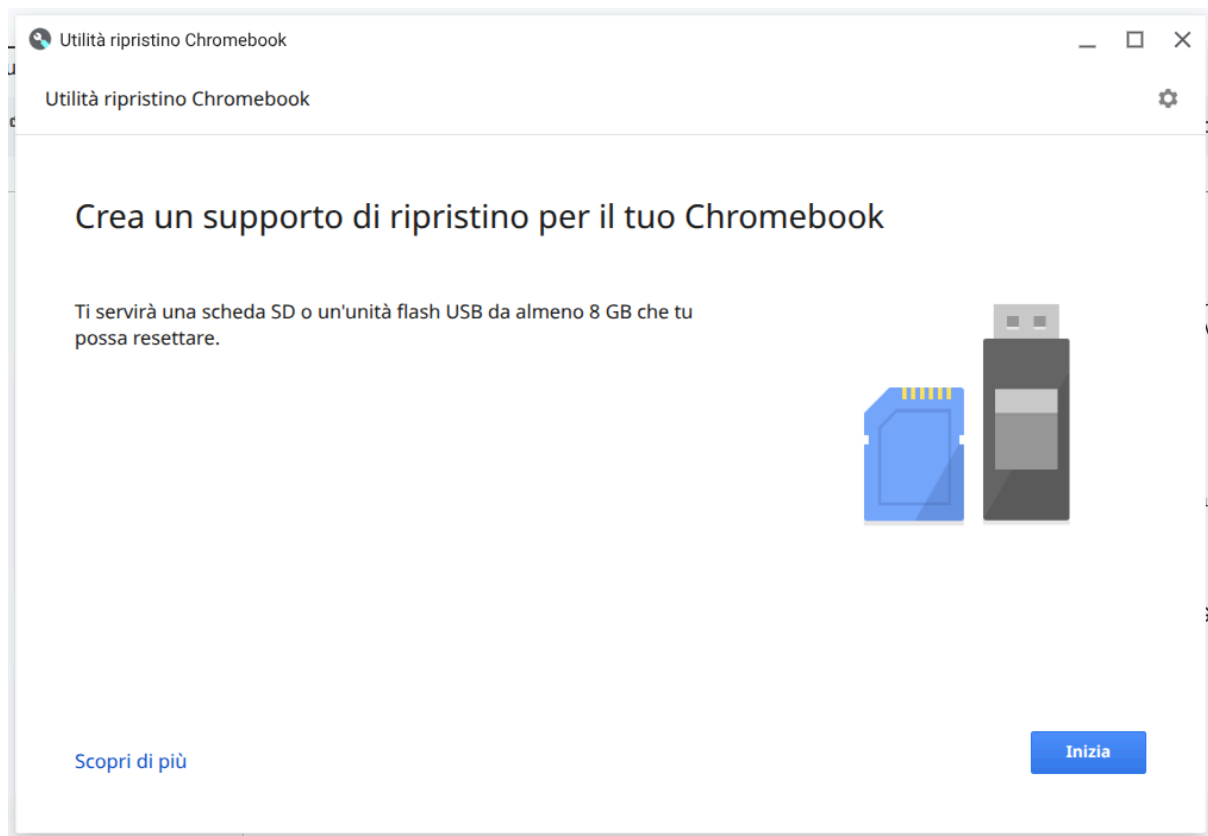 Utilità ripristino Chromebook
Utilità ripristino Chromebook
Crea un supporto di ripristino per il tuo Chromebook
Ti servirà una scheda SD o un'unità flash USB da almeno 8 GB che tu
possa resettare.
Scopri di più
Inizia